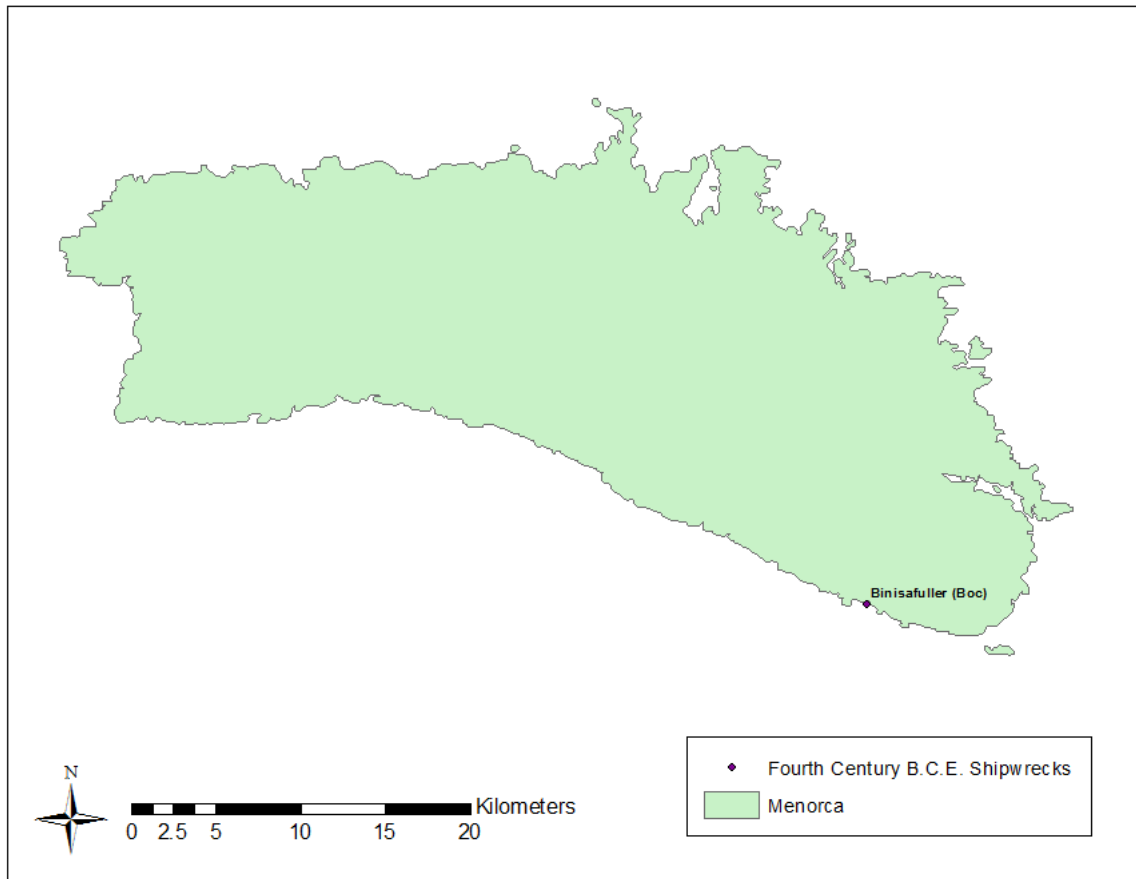 Binisafuller (Boc)
N
Kilometers
0 2.5 5 10 15 20
Fourth Century B.C.E. Shipwrecks
Menorca